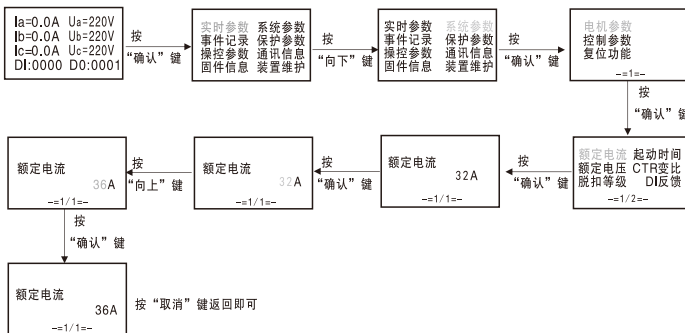 Ia=0.0A Ua=220V
Ib=0.0A Ub=220V
Ic=0.0A Uc=220V
DI:0000 DO:0001
按
“确认”键
实时参数 系统参数
事件记录 保护参数
操控参数 通讯信息
固件信息 装置维护
按
“向下”键
实时参数 系统参数
事件记录 保护参数
操控参数 通讯信息
固件信息 装置维护
按
“确认”键
电机参数
控制参数
复位功能
-=1=-
按
“确认”键
额定电流 起动时间
额定电压 CTR变比
脱扣等级 DI反馈
-=1/2=-
按
“确认”键
额定电流
32A
-=1/1=-
按
“确认”键
额定电流
32A
-=1/1=-
按
“向上”键
额定电流
36A
-=1/1=-
按
“确认”键
额定电流
36A
-=1/1=-
按“取消”键返回即可